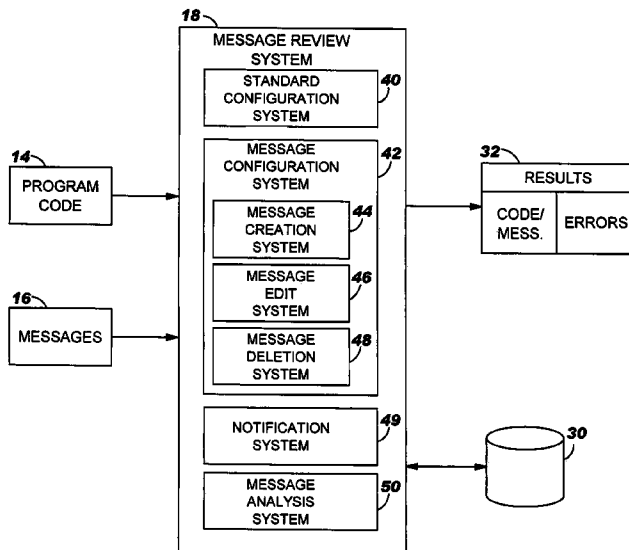 18
MESSAGE REVIEW
SYSTEM
STANDARD
CONFIGURATION
SYSTEM
40
MESSAGE
CONFIGURATION
SYSTEM
42
MESSAGE
CREATION
SYSTEM
44
MESSAGE
EDIT
SYSTEM
46
MESSAGE
DELETION
SYSTEM
48
NOTIFICATION
SYSTEM
49
MESSAGE
ANALYSIS
SYSTEM
50
14
PROGRAM
CODE
16
MESSAGES
32
RESULTS
CODE/
MESS.
ERRORS
30